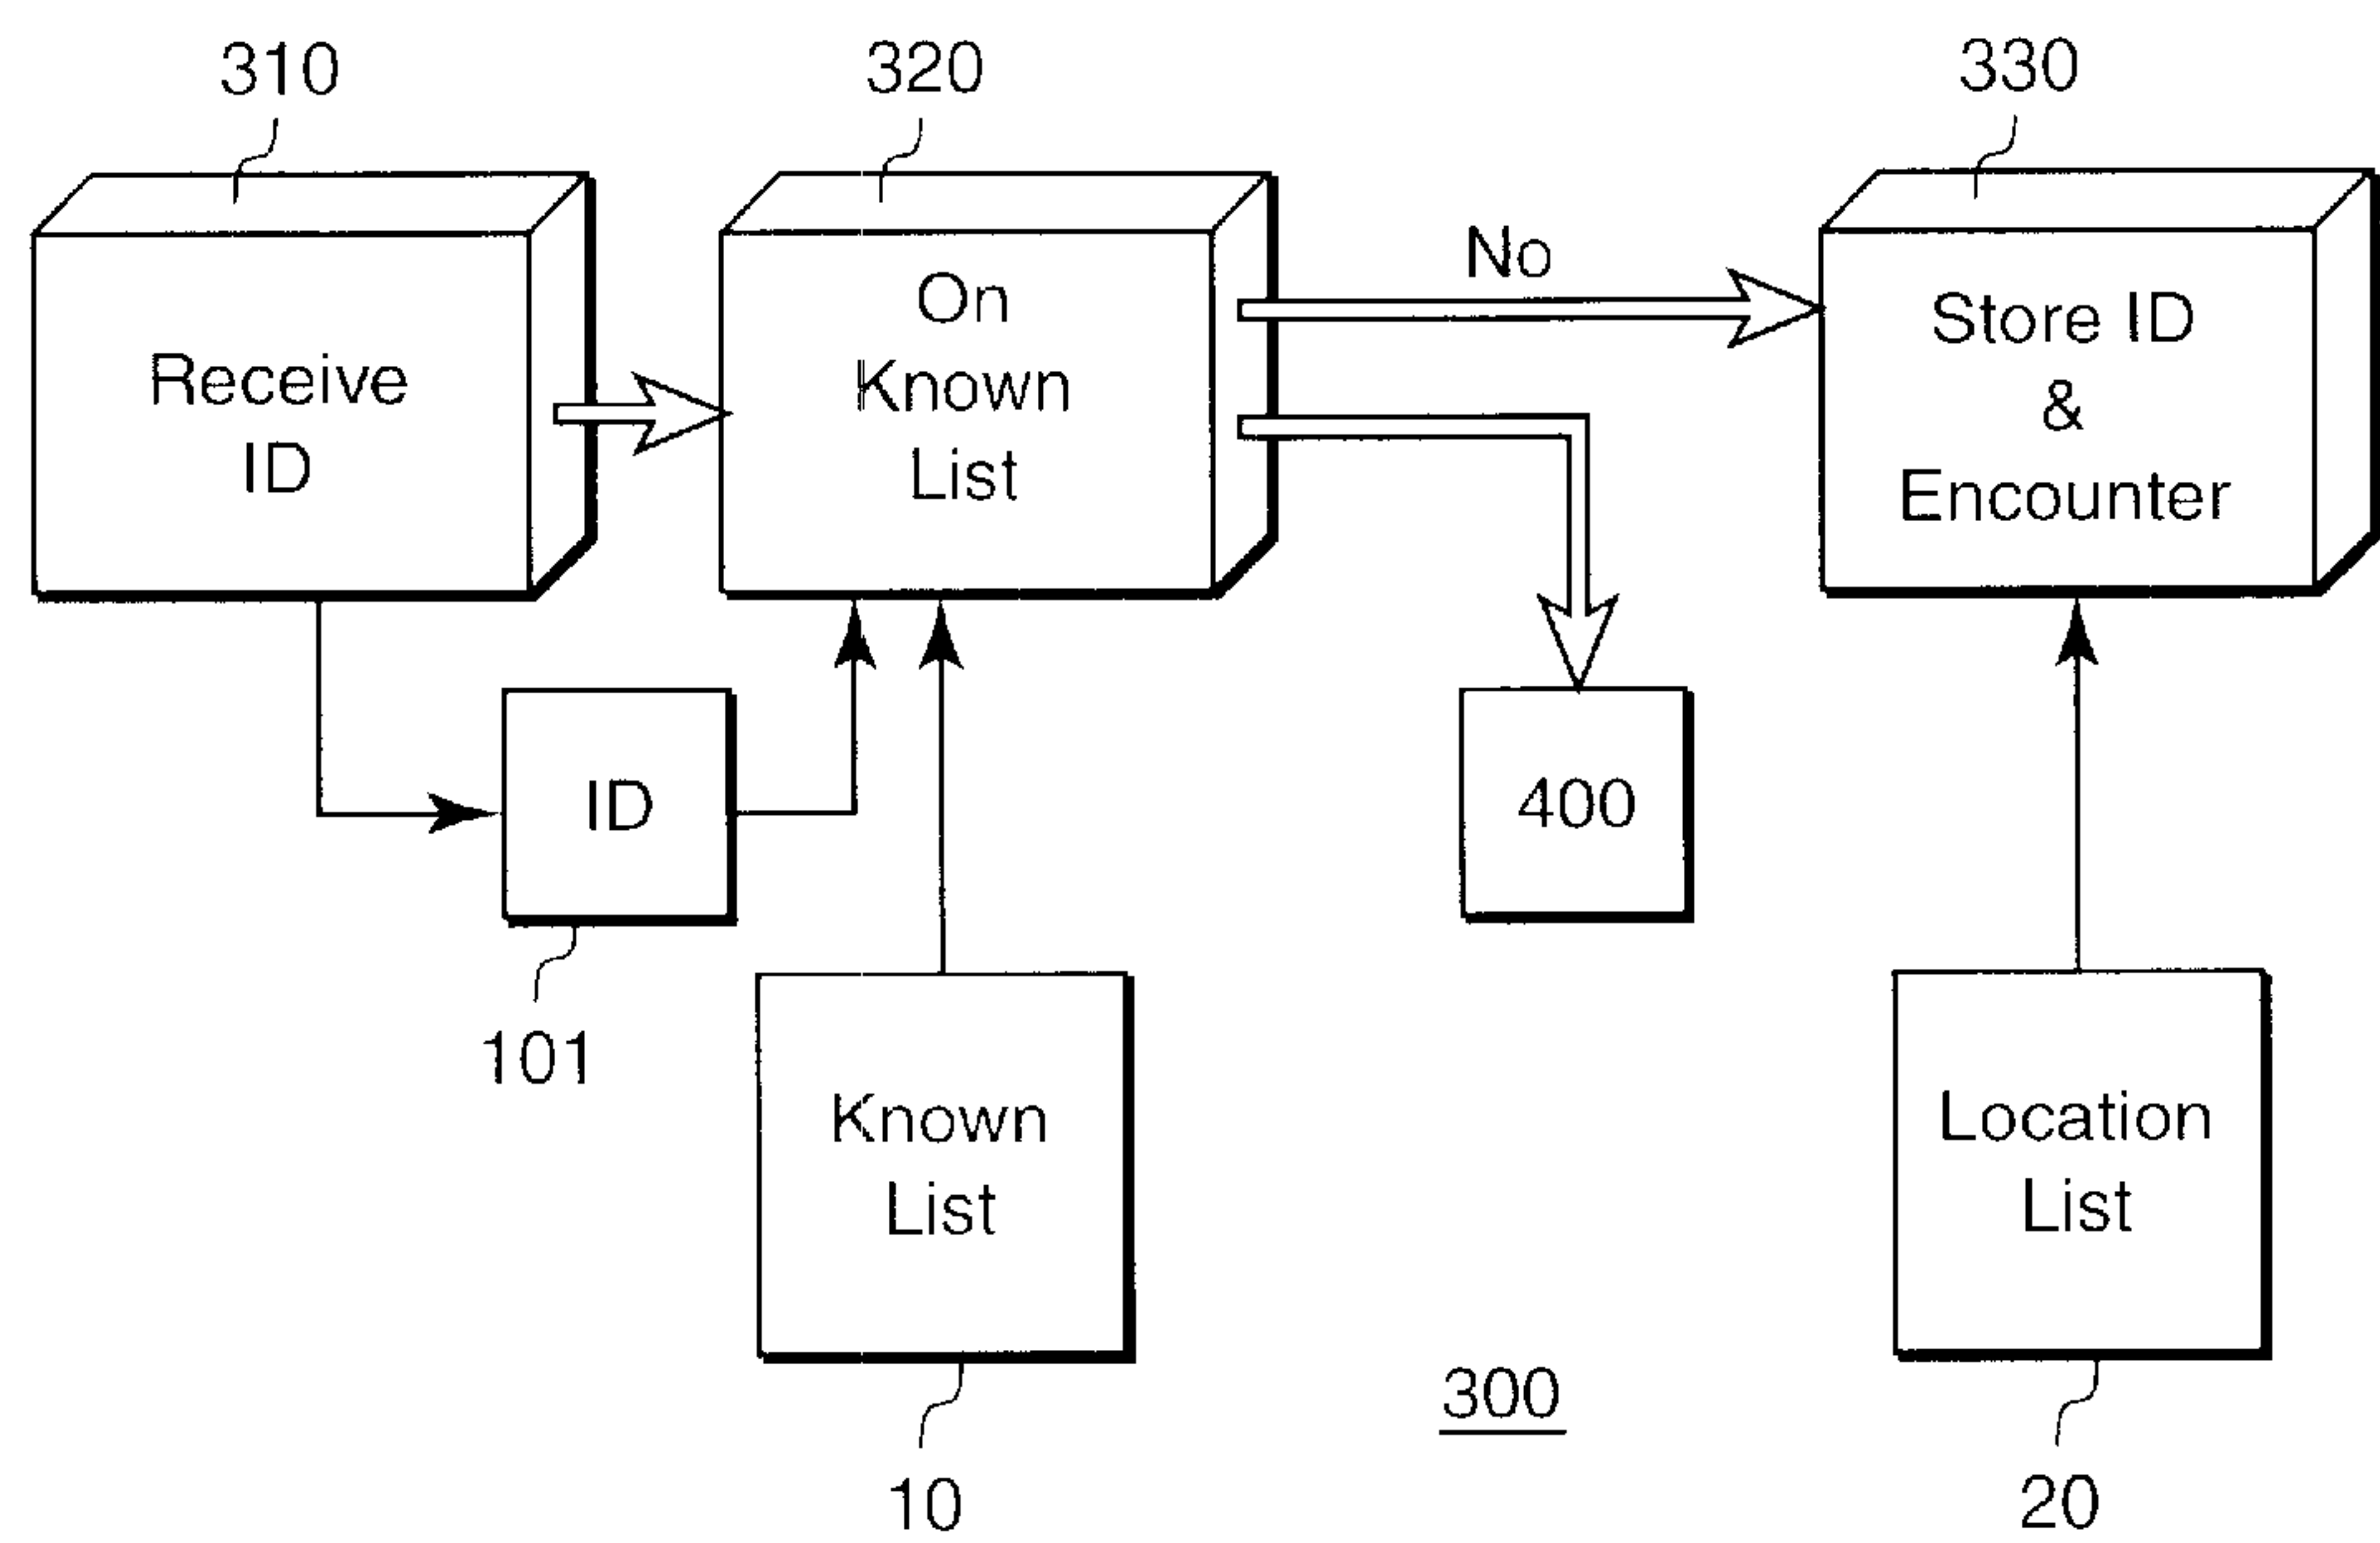 310
320
330
Receive
ID
On
Known
List
No
Store ID
&
Encounter
ID
101
400
Known
List
10
Location
List
20
300